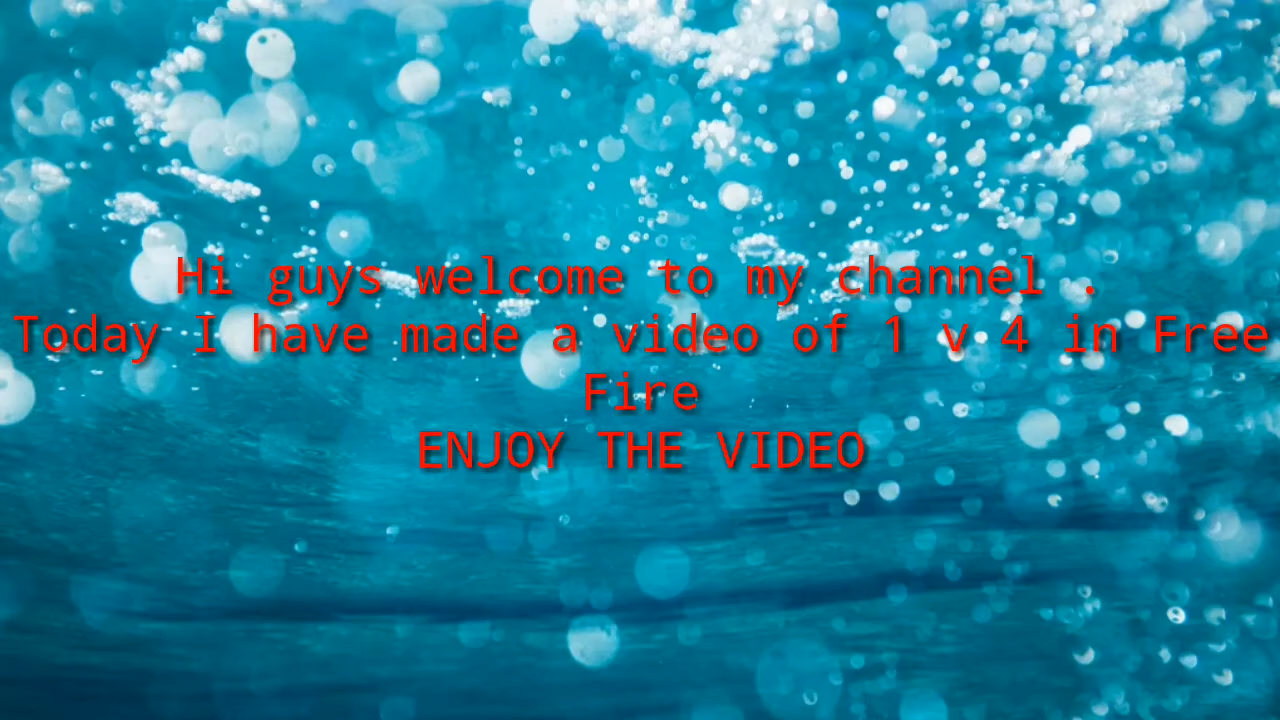 Hi guys welcome to my channel .
Today I have made a video of 1 v 4 in Free
Fire
ENJOY THE VIDEO